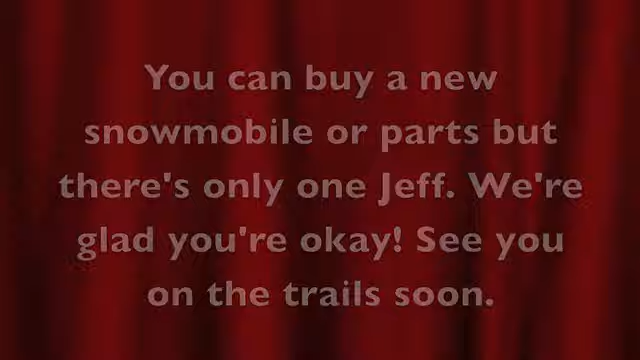 You can buy a new
snowmobile or parts but
there's only one Jeff. We're
glad you're okay! See you
on the trails soon.